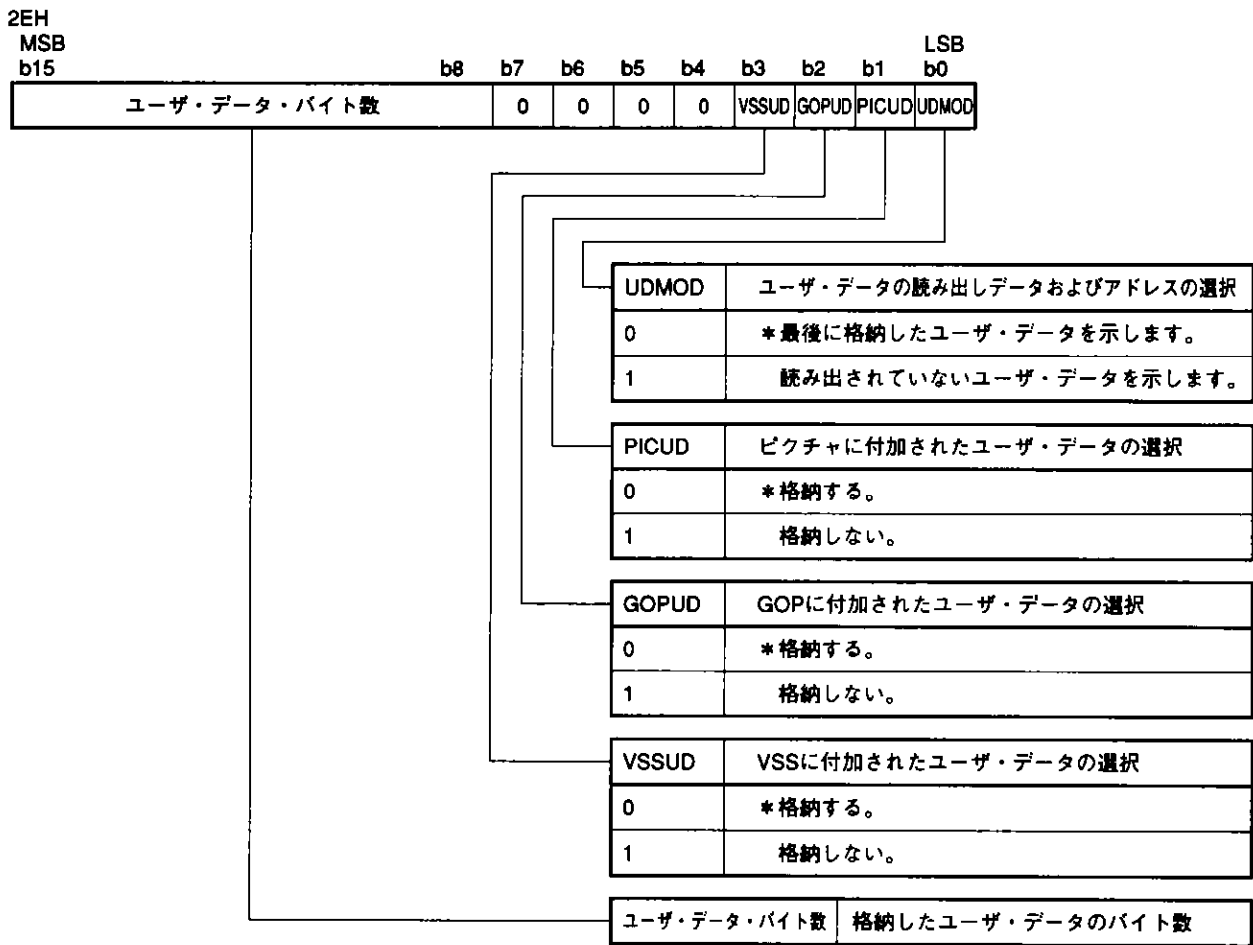 2EH
MSB LSB
b15 b8 b7 b6 b5 b4 b3 b2 b1 b0
ユーザ・データ・バイト数 0 0 0 0 VSSUD GOPUD PICUD UDMOD
UDMOD ユーザ・データの読み出しデータおよびアドレスの選択
0 *最後に格納したユーザ・データを示します。
1 読み出されていないユーザ・データを示します。
PICUD ピクチャに付加されたユーザ・データの選択
0 *格納する。
1 格納しない。
GOPUD GOPに付加されたユーザ・データの選択
0 *格納する。
1 格納しない。
VSSUD VSSに付加されたユーザ・データの選択
0 *格納する。
1 格納しない。
ユーザ・データ・バイト数 格納したユーザ・データのバイト数